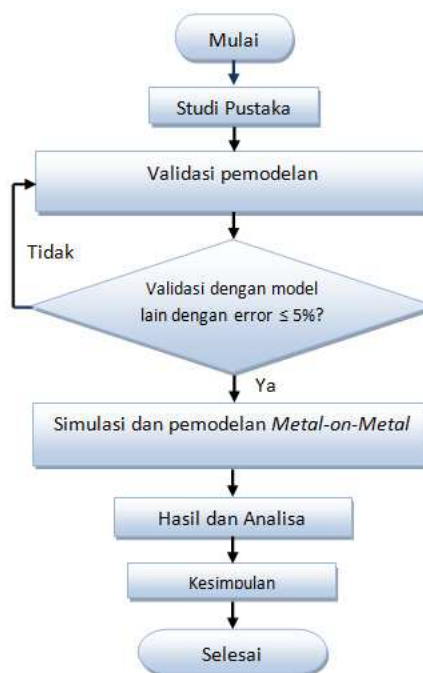 Mulai
Studi Pustaka
Validasi pemodelan
Tidak
Validasi dengan model
lain dengan error ≤ 5%?
Ya
Simulasi dan pemodelan Metal-on-Metal
Hasil dan Analisa
Kesimpulan
Selesai